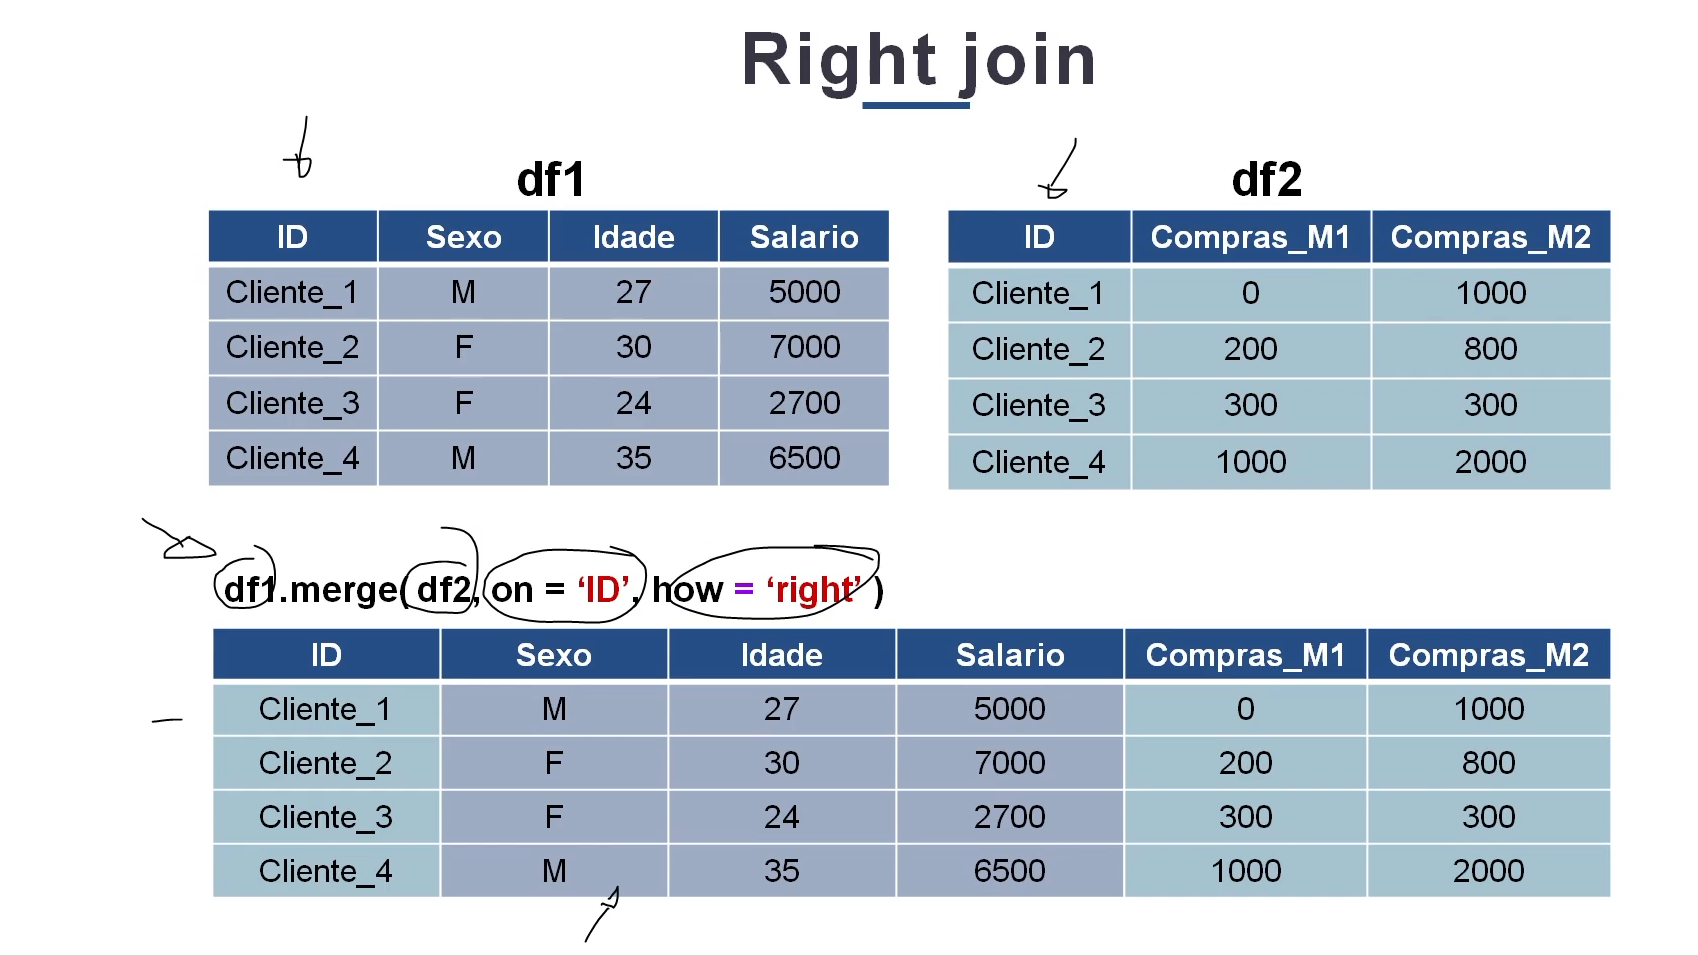 Right join
df1
ID Sexo Idade Salario
Cliente_1 M 27 5000
Cliente_2 F 30 7000
Cliente_3 F 24 2700
Cliente_4 M 35 6500
df2
ID Compras_M1 Compras_M2
Cliente_1 0 1000
Cliente_2 200 800
Cliente_3 300 300
Cliente_4 1000 2000
df1.merge( df2, on = ‘ID’, how = ‘right’ )
ID Sexo Idade Salario Compras_M1 Compras_M2
Cliente_1 M 27 5000 0 1000
Cliente_2 F 30 7000 200 800
Cliente_3 F 24 2700 300 300
Cliente_4 M 35 6500 1000 2000